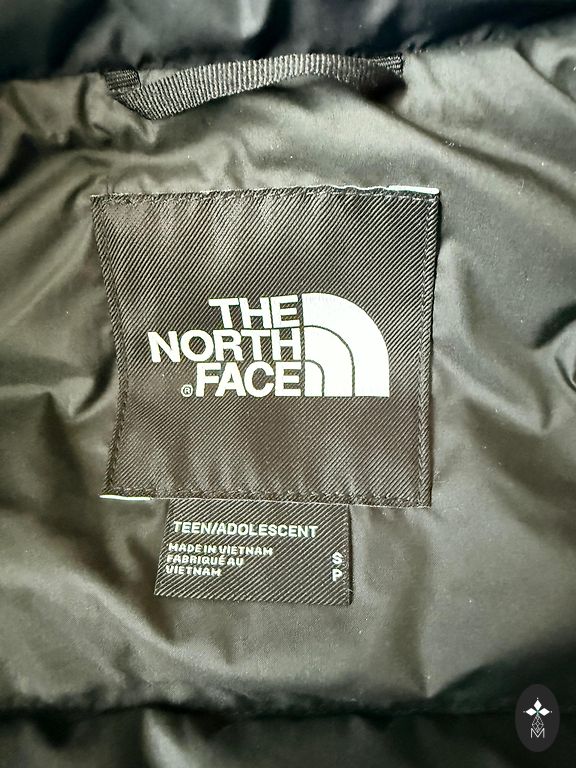 THE
NORTH
® FACE
TEEN/ADOLESCENT
MADE IN VIETNAM
FABRIQUÉ AU
VIETNAM
S
P
M